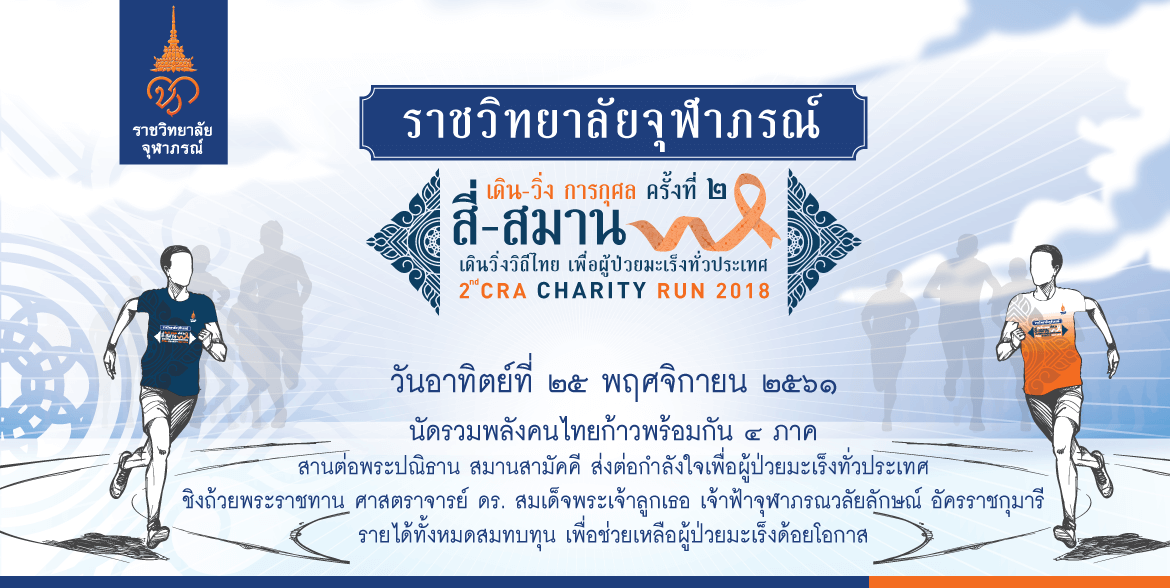 ราชวิทยาลัย
จุฬาภรณ์
ราชวิทยาลัยจุฬาภรณ์
เดิน-วิ่ง การกุศล ครั้งที่ ๒
สี่-สมาน
เดินวิ่งวิถีไทย เพื่อผู้ป่วยมะเร็งทั่วประเทศ
2nd CRA CHARITY RUN 2018
วันอาทิตย์ที่ ๒๕ พฤศจิกายน ๒๕๖๑
นัดรวมพลังคนไทยก้าวพร้อมกัน ๔ ภาค
สานต่อพระปณิธาน สมานสามัคคี ส่งต่อกำลังใจเพื่อผู้ป่วยมะเร็งทั่วประเทศ
ชิงถ้วยพระราชทาน ศาสตราจารย์ ดร. สมเด็จพระเจ้าลูกเธอ เจ้าฟ้าจุฬาภรณวลัยลักษณ์ อัครราชกุมารี
รายได้ทั้งหมดสมทบทุน เพื่อช่วยเหลือผู้ป่วยมะเร็งด้อยโอกาส